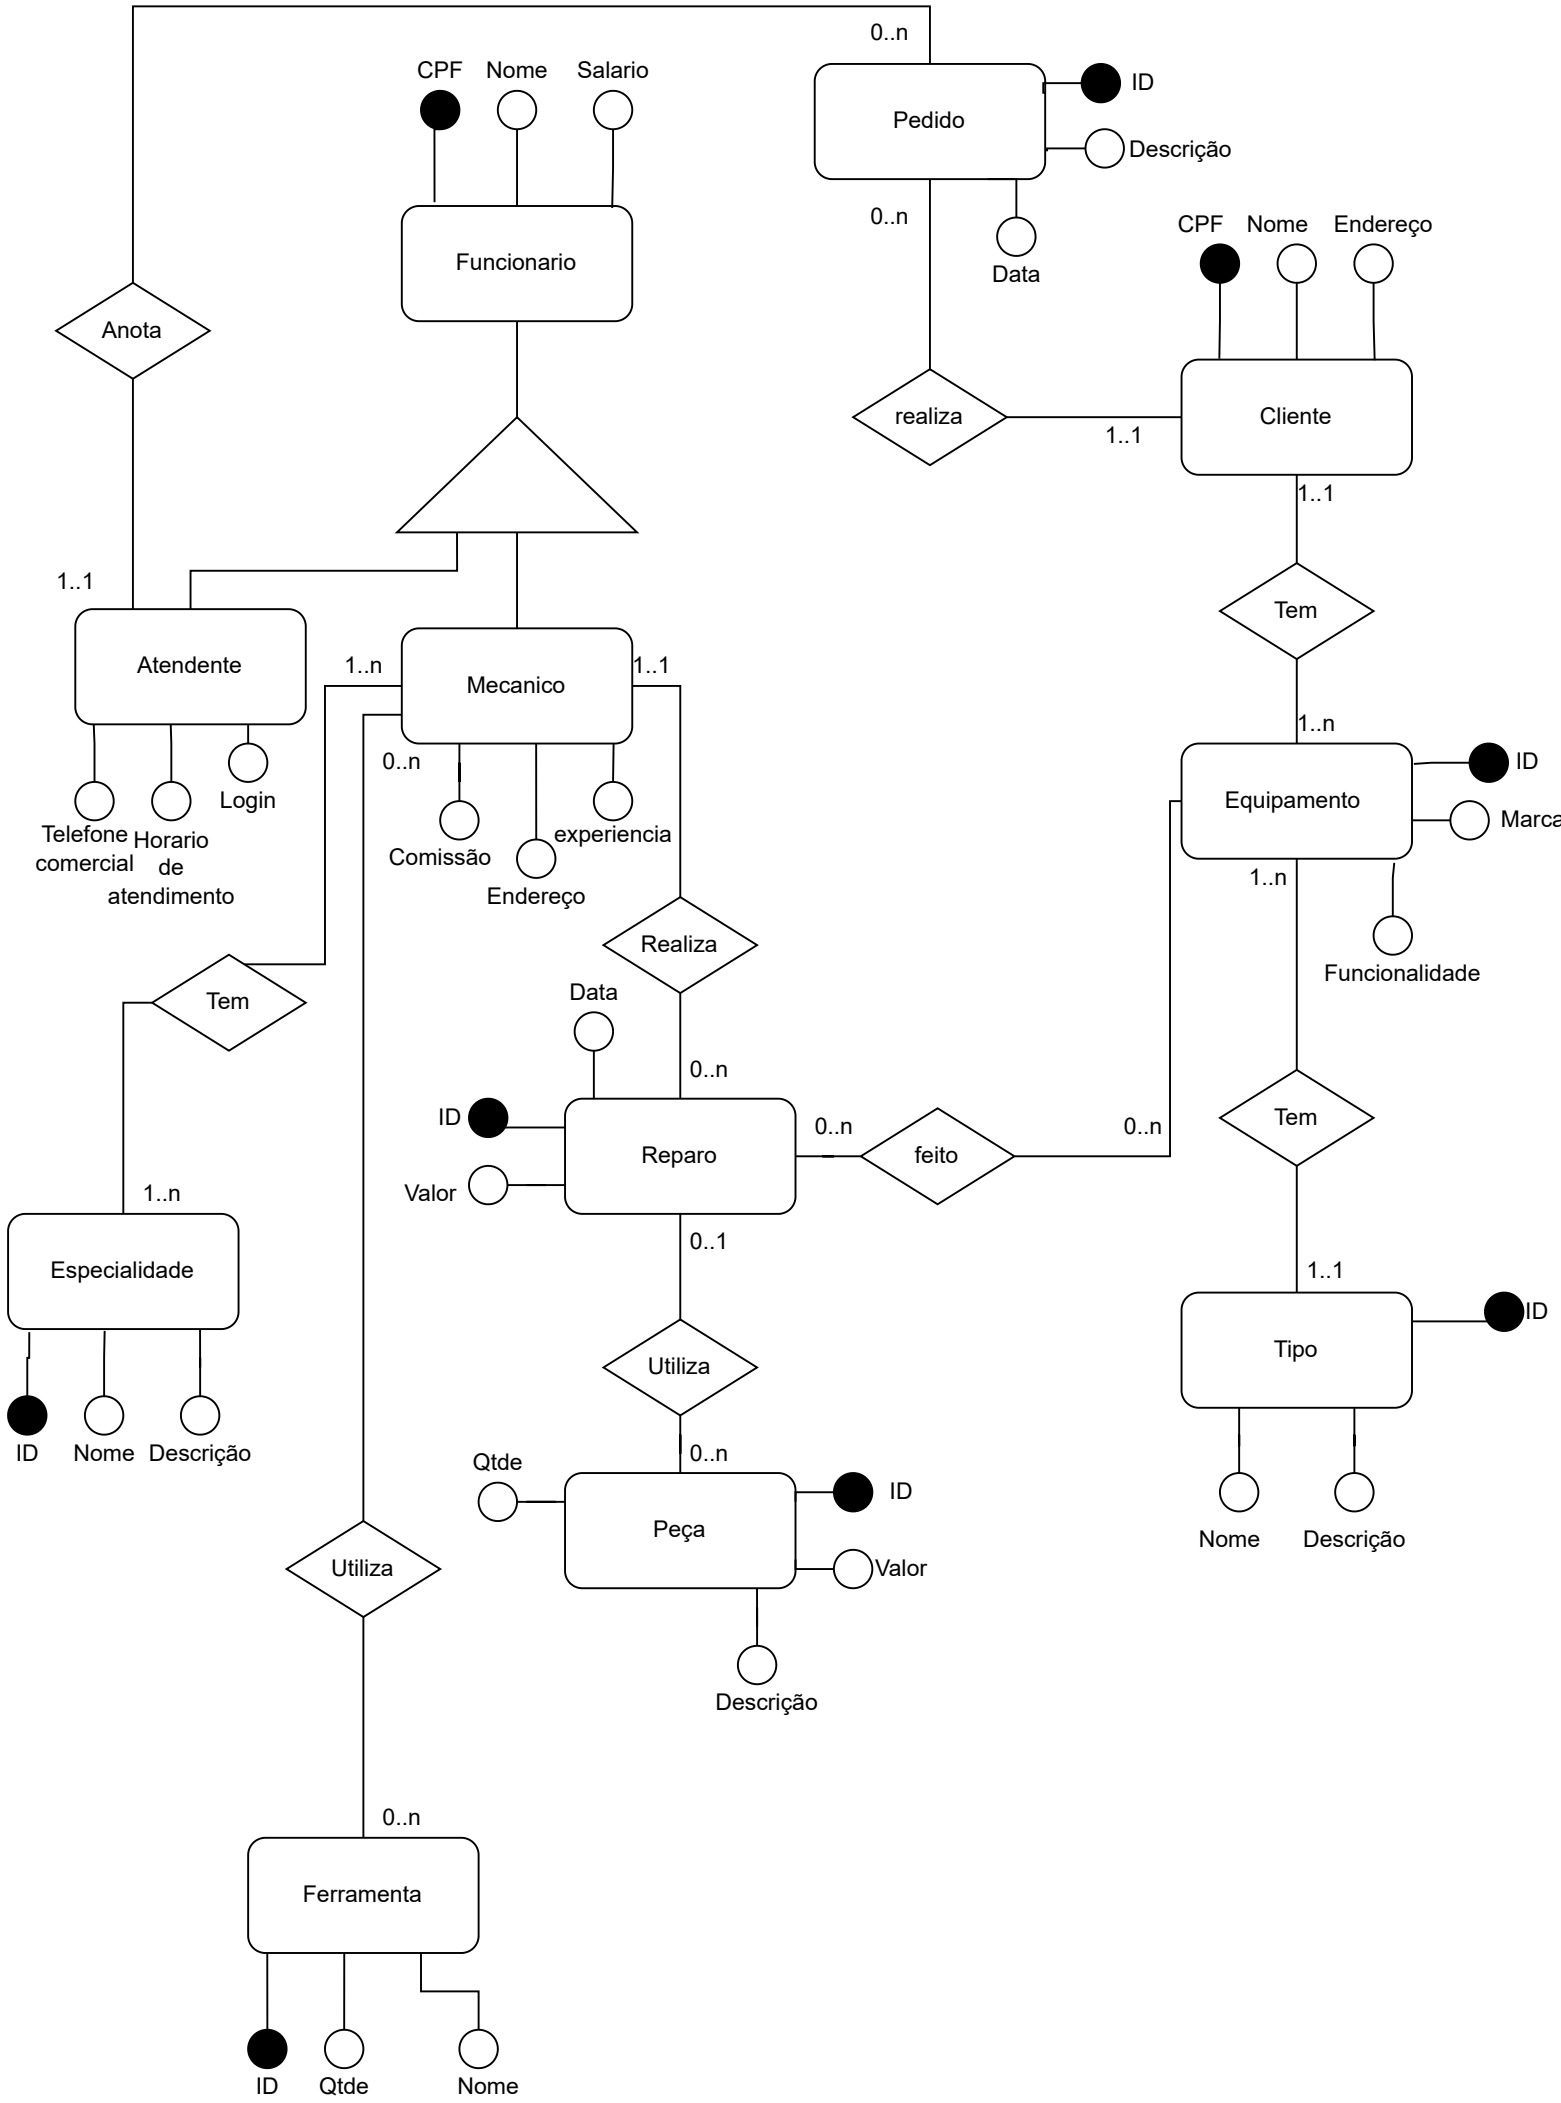 0..n
CPF
Nome
Salario
ID
Pedido
Descrição
0..n
CPF
Nome
Endereço
Funcionario
Data
Anota
realiza
Cliente
1..1
1..1
1..1
Tem
Atendente
1..n
Mecanico
1..1
1..n
0..n
ID
Equipamento
Login
Marca
Telefone
comercial
Horario
de
atendimento
experiencia
Comissão
Endereço
1..n
Realiza
Funcionalidade
Tem
Data
0..n
ID
0..n
0..n
Tem
Reparo
feito
Valor
1..n
0..1
Especialidade
1..1
ID
Utiliza
Tipo
ID
Nome
Descrição
0..n
Qtde
ID
Peça
Nome
Descrição
Utiliza
Valor
Descrição
0..n
Ferramenta
ID
Qtde
Nome